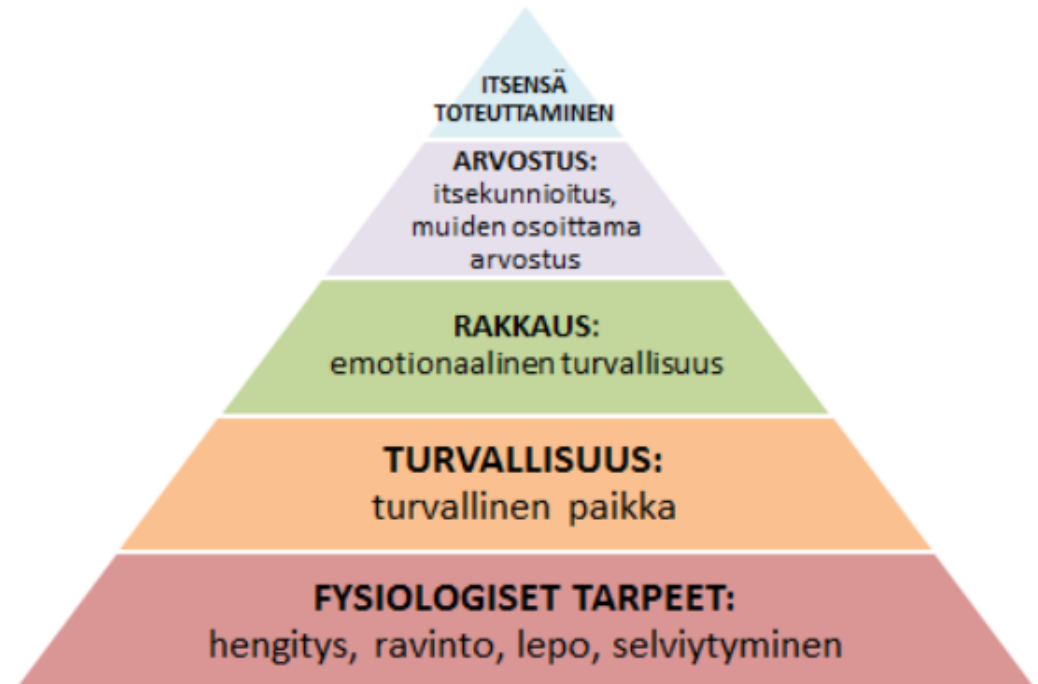 ITSENSÄ
TOTEUTTAMINEN
ARVOSTUS:
itsekunnioitus,
muiden osoittama
arvostus
RAKKAUS:
emotionaalinen turvallisuus
TURVALLISUUS:
turvallinen paikka
FYSIOLOGISET TARPEET:
hengitys, ravinto, lepo, selviytyminen